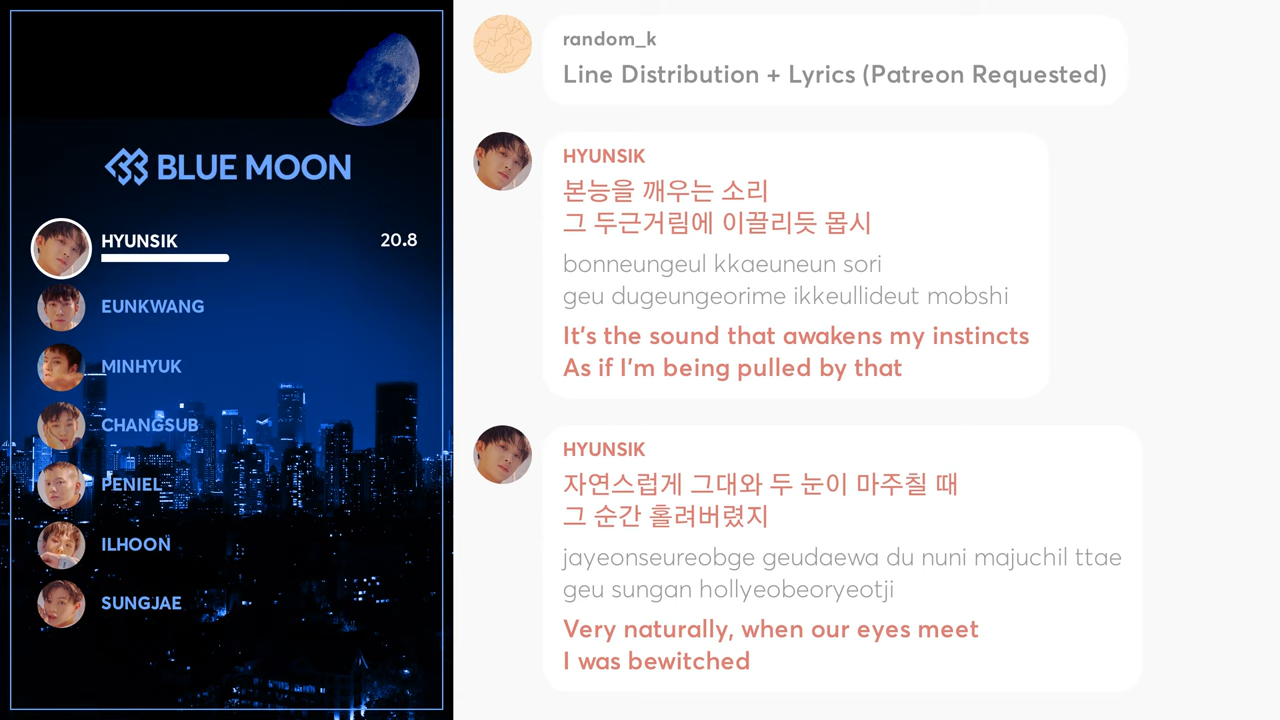 BLUE MOON
HYUNSIK
20.8
EUNKWANG
MINHYUK
CHANGSUB
PENIEL
ILHOON
SUNGJAE
random_k
Line Distribution + Lyrics (Patreon Requested)
HYUNSIK
본능을 깨우는 소리
그 두근거림에 이끌리듯 몹시
bonneungeul kkaeuneun sori
geu dugeungeorime ikkeullideut mobshi
It's the sound that awakens my instincts
As if I'm being pulled by that
HYUNSIK
자연스럽게 그대와 두 눈이 마주칠 때
그 순간 홀려버렸지
jayeonseureobge geudaewa du nuni majuchil ttae
geu sungan hollyeobeoryeotji
Very naturally, when our eyes meet
I was bewitched